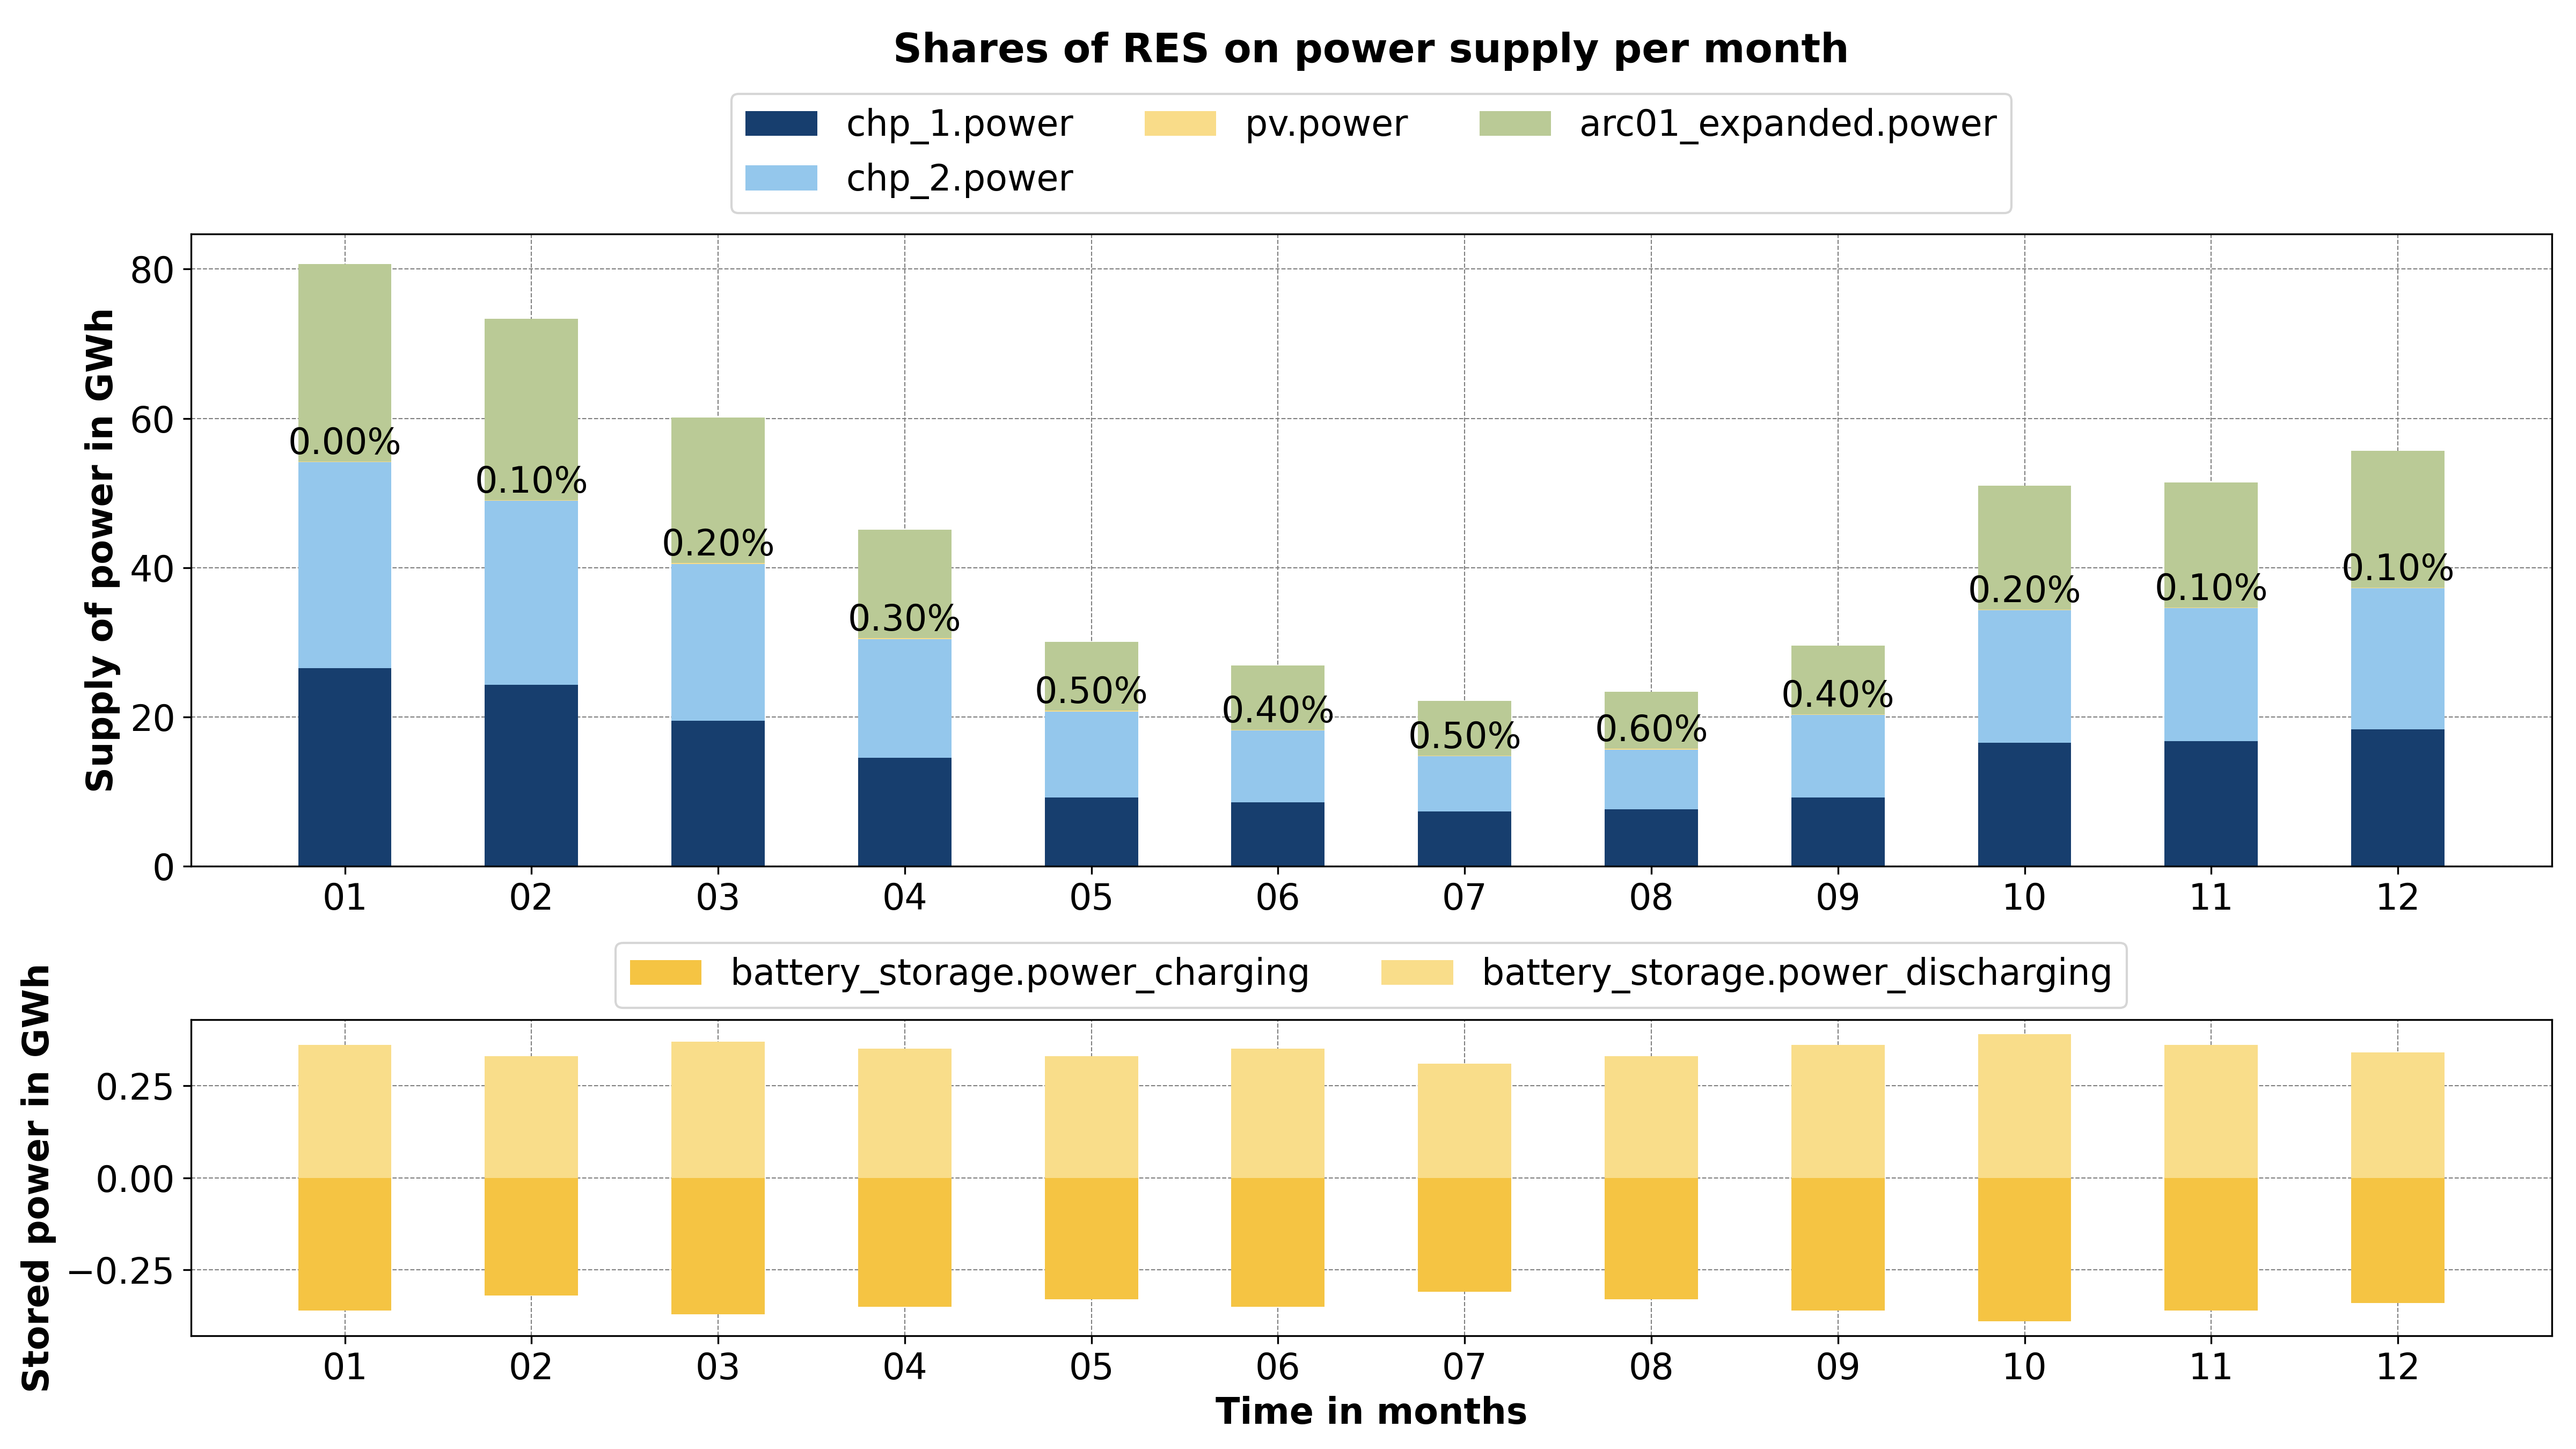 Shares of RES on power supply per month
chp_1.power pv.power arc01_expanded.power
chp_2.power
Supply of power in GWh
80
60
40
20
0
0.00%
0.10%
0.20%
0.30%
0.50%
0.40%
0.50%
0.60%
0.40%
0.20%
0.10%
0.10%
01 02 03 04 05 06 07 08 09 10 11 12
battery_storage.power_charging battery_storage.power_discharging
Stored power in GWh
0.25
0.00
−0.25
01 02 03 04 05 06 07 08 09 10 11 12
Time in months